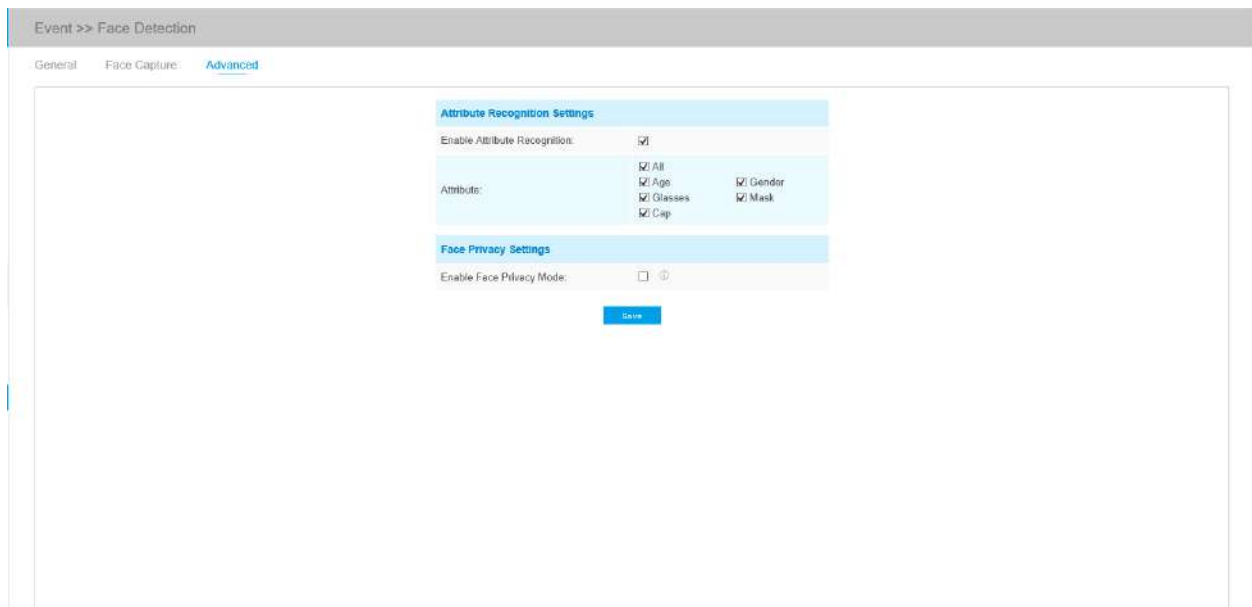 Event >> Face Detection
General Face Capture Advanced
Attribute Recognition Settings
Enable Attribute Recognition:
All
Attribute:
Age Gender
Glasses Mask
Cap
Face Privacy Settings
Enable Face Privacy Mode:
Save